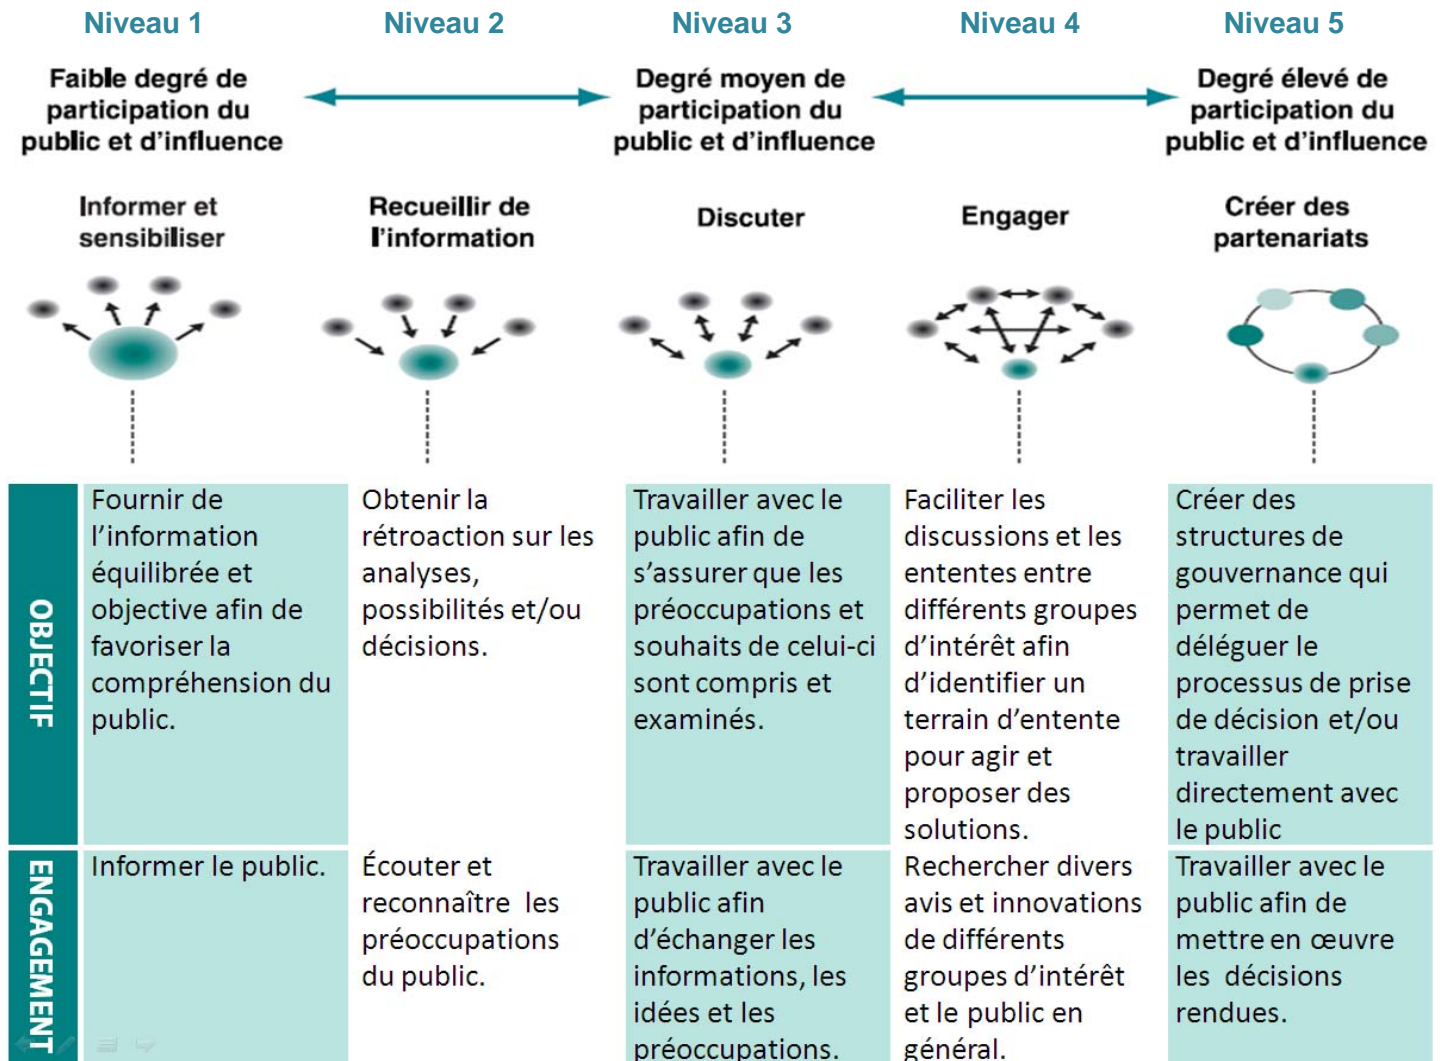 Niveau 1
Niveau 2
Niveau 3
Niveau 4
Niveau 5
Faible degré de
participation du
public et d'influence
Degré moyen de
participation du
public et d'influence
Degré élevé de
participation du
public et d'influence
Informer et
sensibiliser
Recueillir de
l'information
Discuter
Engager
Créer des
partenariats
OBJECTIF
Fournir de
l'information
équilibrée et
objective afin de
favoriser la
compréhension du
public.
Obtenir la
rétroaction sur les
analyses,
possibilités et/ou
décisions.
Travailler avec le
public afin de
s'assurer que les
préoccupations et
souhaits de celui-ci
sont compris et
examinés.
Faciliter les
discussions et les
ententes entre
différents groupes
d'intérêt afin
d'identifier un
terrain d'entente
pour agir et
proposer des
solutions.
Créer des
structures de
gouvernance qui
permet de
déléguer le
processus de prise
de décision et/ou
travailler
directement avec
le public
ENGAGEMENT
Informer le public.
Écouter et
reconnaître les
préoccupations
du public.
Travailler avec le
public afin
d'échanger les
informations, les
idées et les
préoccupations.
Rechercher divers
avis et innovations
de différents
groupes d'intérêt
et le public en
général.
Travailler avec le
public afin de
mettre en œuvre
les décisions
rendues.